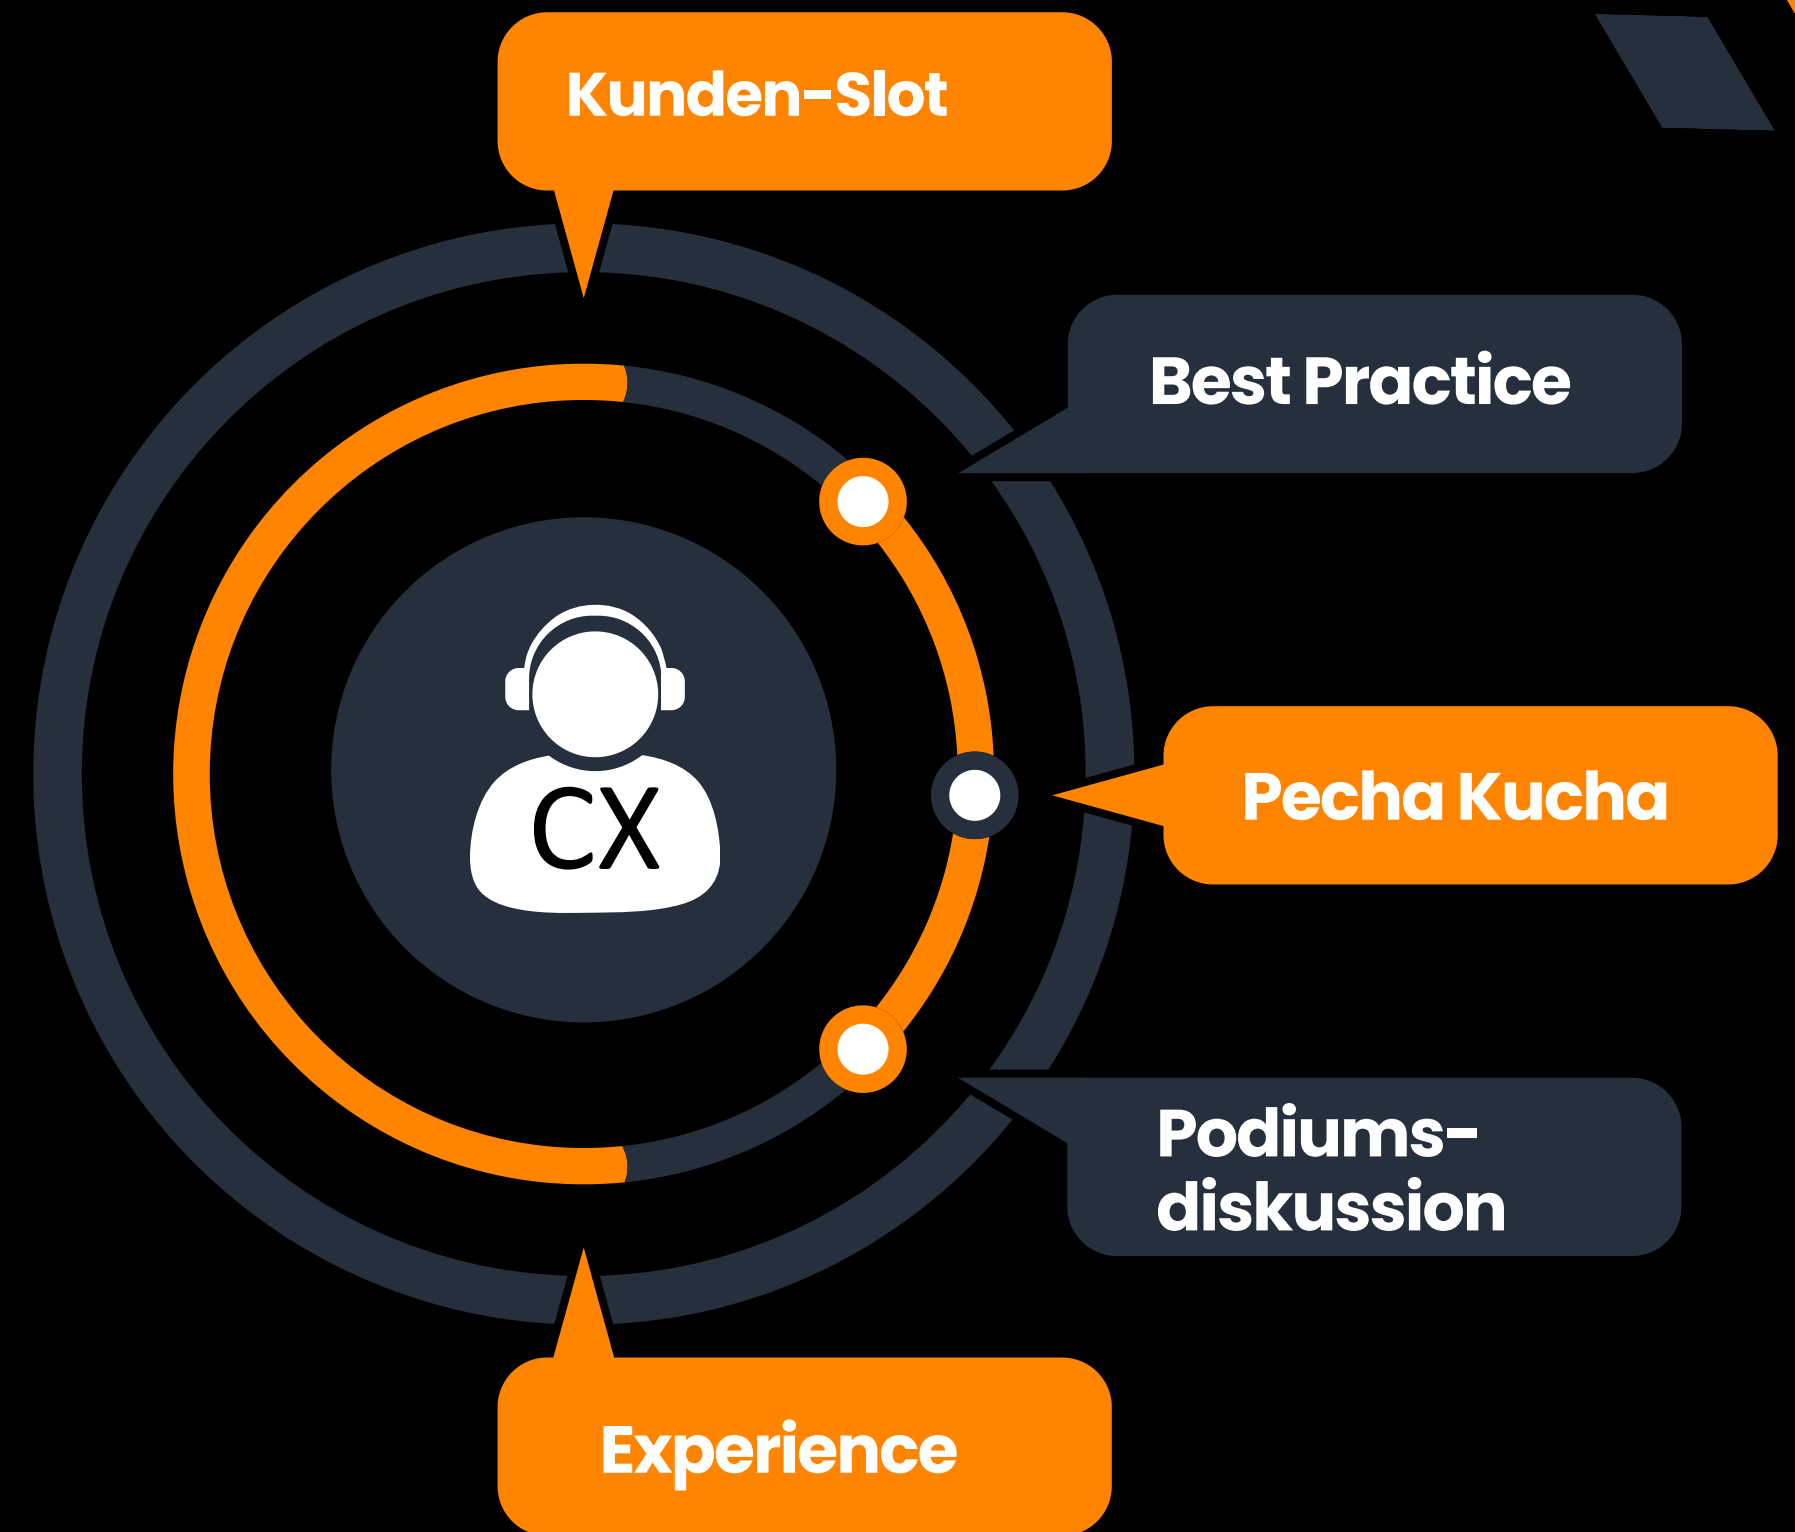 Kunden-Slot
Best Practice
CX
Pecha Kucha
Podiums-
diskussion
Experience